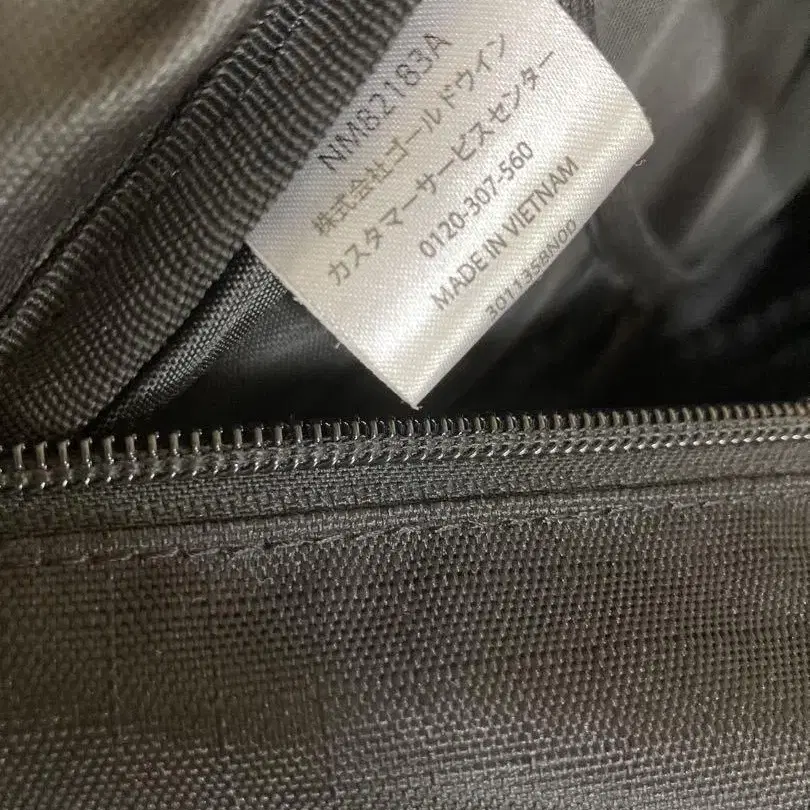 NM82183A
株式会社ゴールドウイン
カスタマーサービスセンター
0120-307-560
MADE IN VIETNAM
301135BN00